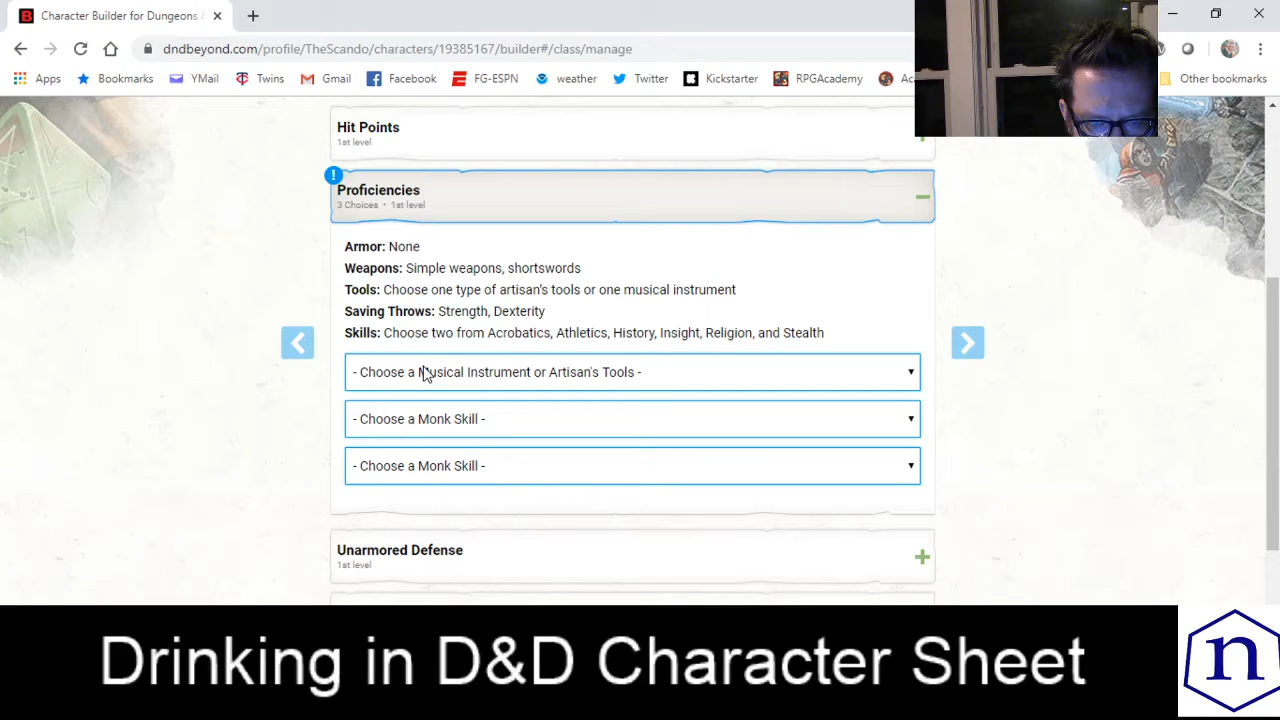 Character Builder for Dungeons
dndbeyond.com/profile/TheScando/characters/19385167/builder#/class/manage
Apps Bookmarks YMail Twins Gmail Facebook FG-ESPN weather Twitter Kickstarter RPGAcademy Other bookmarks
Hit Points
1st level
!
Proficiencies
3 Choices • 1st level
Armor: None
Weapons: Simple weapons, shortswords
Tools: Choose one type of artisan's tools or one musical instrument
Saving Throws: Strength, Dexterity
Skills: Choose two from Acrobatics, Athletics, History, Insight, Religion, and Stealth
- Choose a Musical Instrument or Artisan's Tools -
- Choose a Monk Skill -
- Choose a Monk Skill -
Unarmored Defense
1st level
Drinking in D&D Character Sheet
n